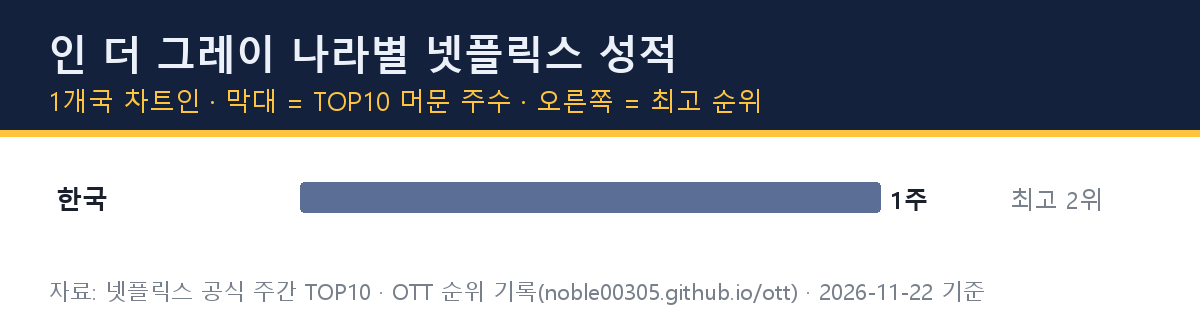 인 더 그레이 나라별 넷플릭스 성적
1개국 차트인 · 막대 = TOP10 머문 주수 · 오른쪽 = 최고 순위
한국 1주 최고 2위
자료: 넷플릭스 공식 주간 TOP10 · OTT 순위 기록(noble00305.github.io/ott) · 2026-11-22 기준